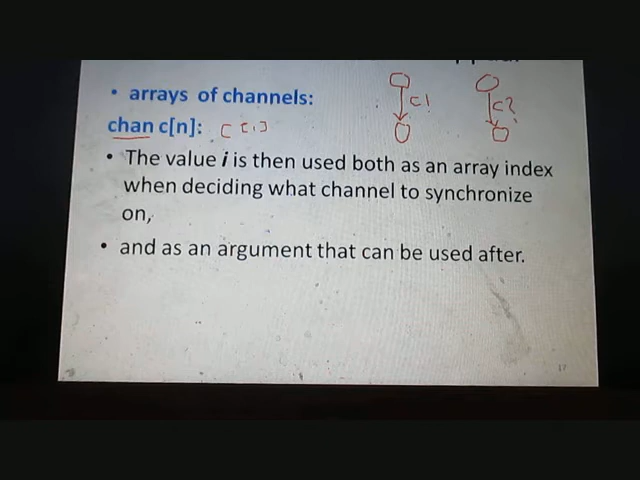 • arrays of channels:
chan c[n]: c[i]
• The value i is then used both as an array index
when deciding what channel to synchronize
on,
• and as an argument that can be used after.
c!
c?
17